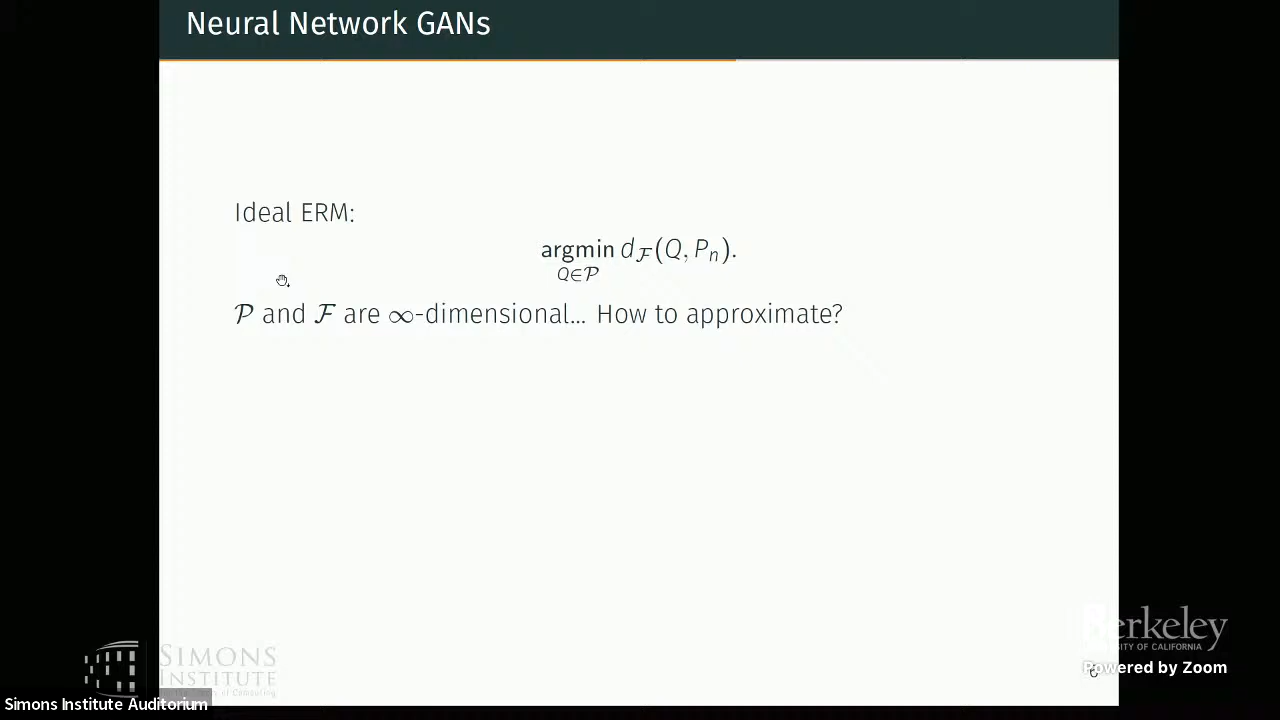 Neural Network GANs
Ideal ERM:
argmin d_F(Q, P_n).
Q∈P
P and F are ∞-dimensional... How to approximate?
Berkeley
SITY OF CALIFORNIA
SIMONS
INSTITUTE
Powered by Zoom
Simons Institute Auditorium